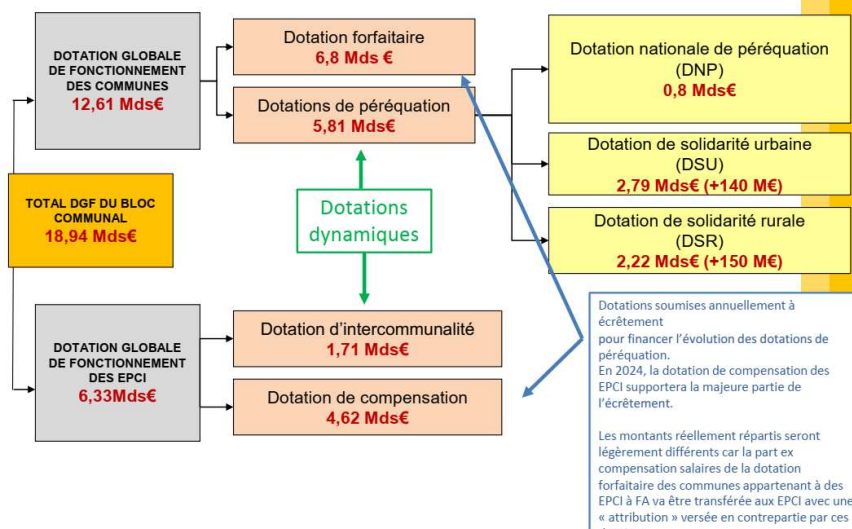 DOTATION GLOBALE
DE FONCTIONNEMENT
DES COMMUNES
12,61 Mds€
Dotation forfaitaire
6,8 Mds €
Dotations de péréquation
5,81 Mds€
Dotation nationale de péréquation
(DNP)
0,8 Mds€
Dotation de solidarité urbaine
(DSU)
2,79 Mds€ (+140 M€)
Dotation de solidarité rurale
(DSR)
2,22 Mds€ (+150 M€)
TOTAL DGF DU BLOC
COMMUNAL
18,94 Mds€
Dotations
dynamiques
DOTATION GLOBALE
DE FONCTIONNEMENT
DES EPCI
6,33Mds€
Dotation d'intercommunalité
1,71 Mds€
Dotation de compensation
4,62 Mds€
Dotations soumises annuellement à
écrêtement
pour financer l'évolution des dotations de
péréquation.
En 2024, la dotation de compensation des
EPCI supportera la majeure partie de
l'écrêtement.
Les montants réellement répartis seront
légèrement différents car la part ex
compensation salaires de la dotation
forfaitaire des communes appartenant à des
EPCI à FA va être transférée aux EPCI avec une
« attribution » versée en contrepartie par ces